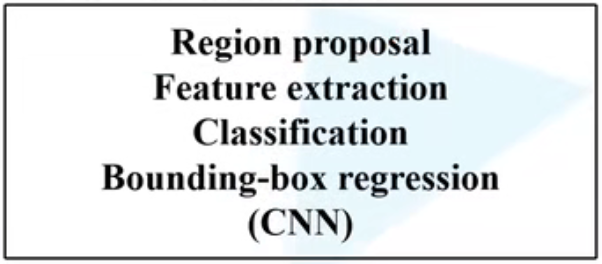 Region proposal
Feature extraction
Classification
Bounding-box regression
(CNN)